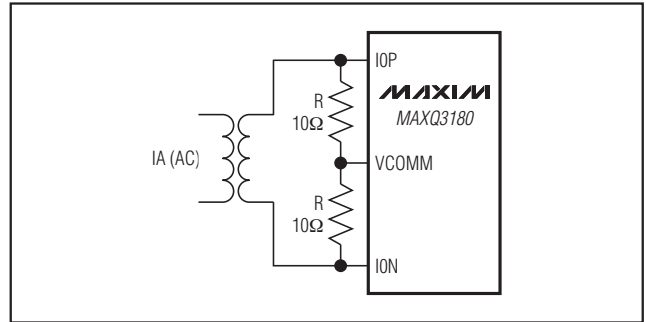 I0P
MAXIM
R
10Ω
MAXQ3180
IA (AC)
VCOMM
R
10Ω
I0N